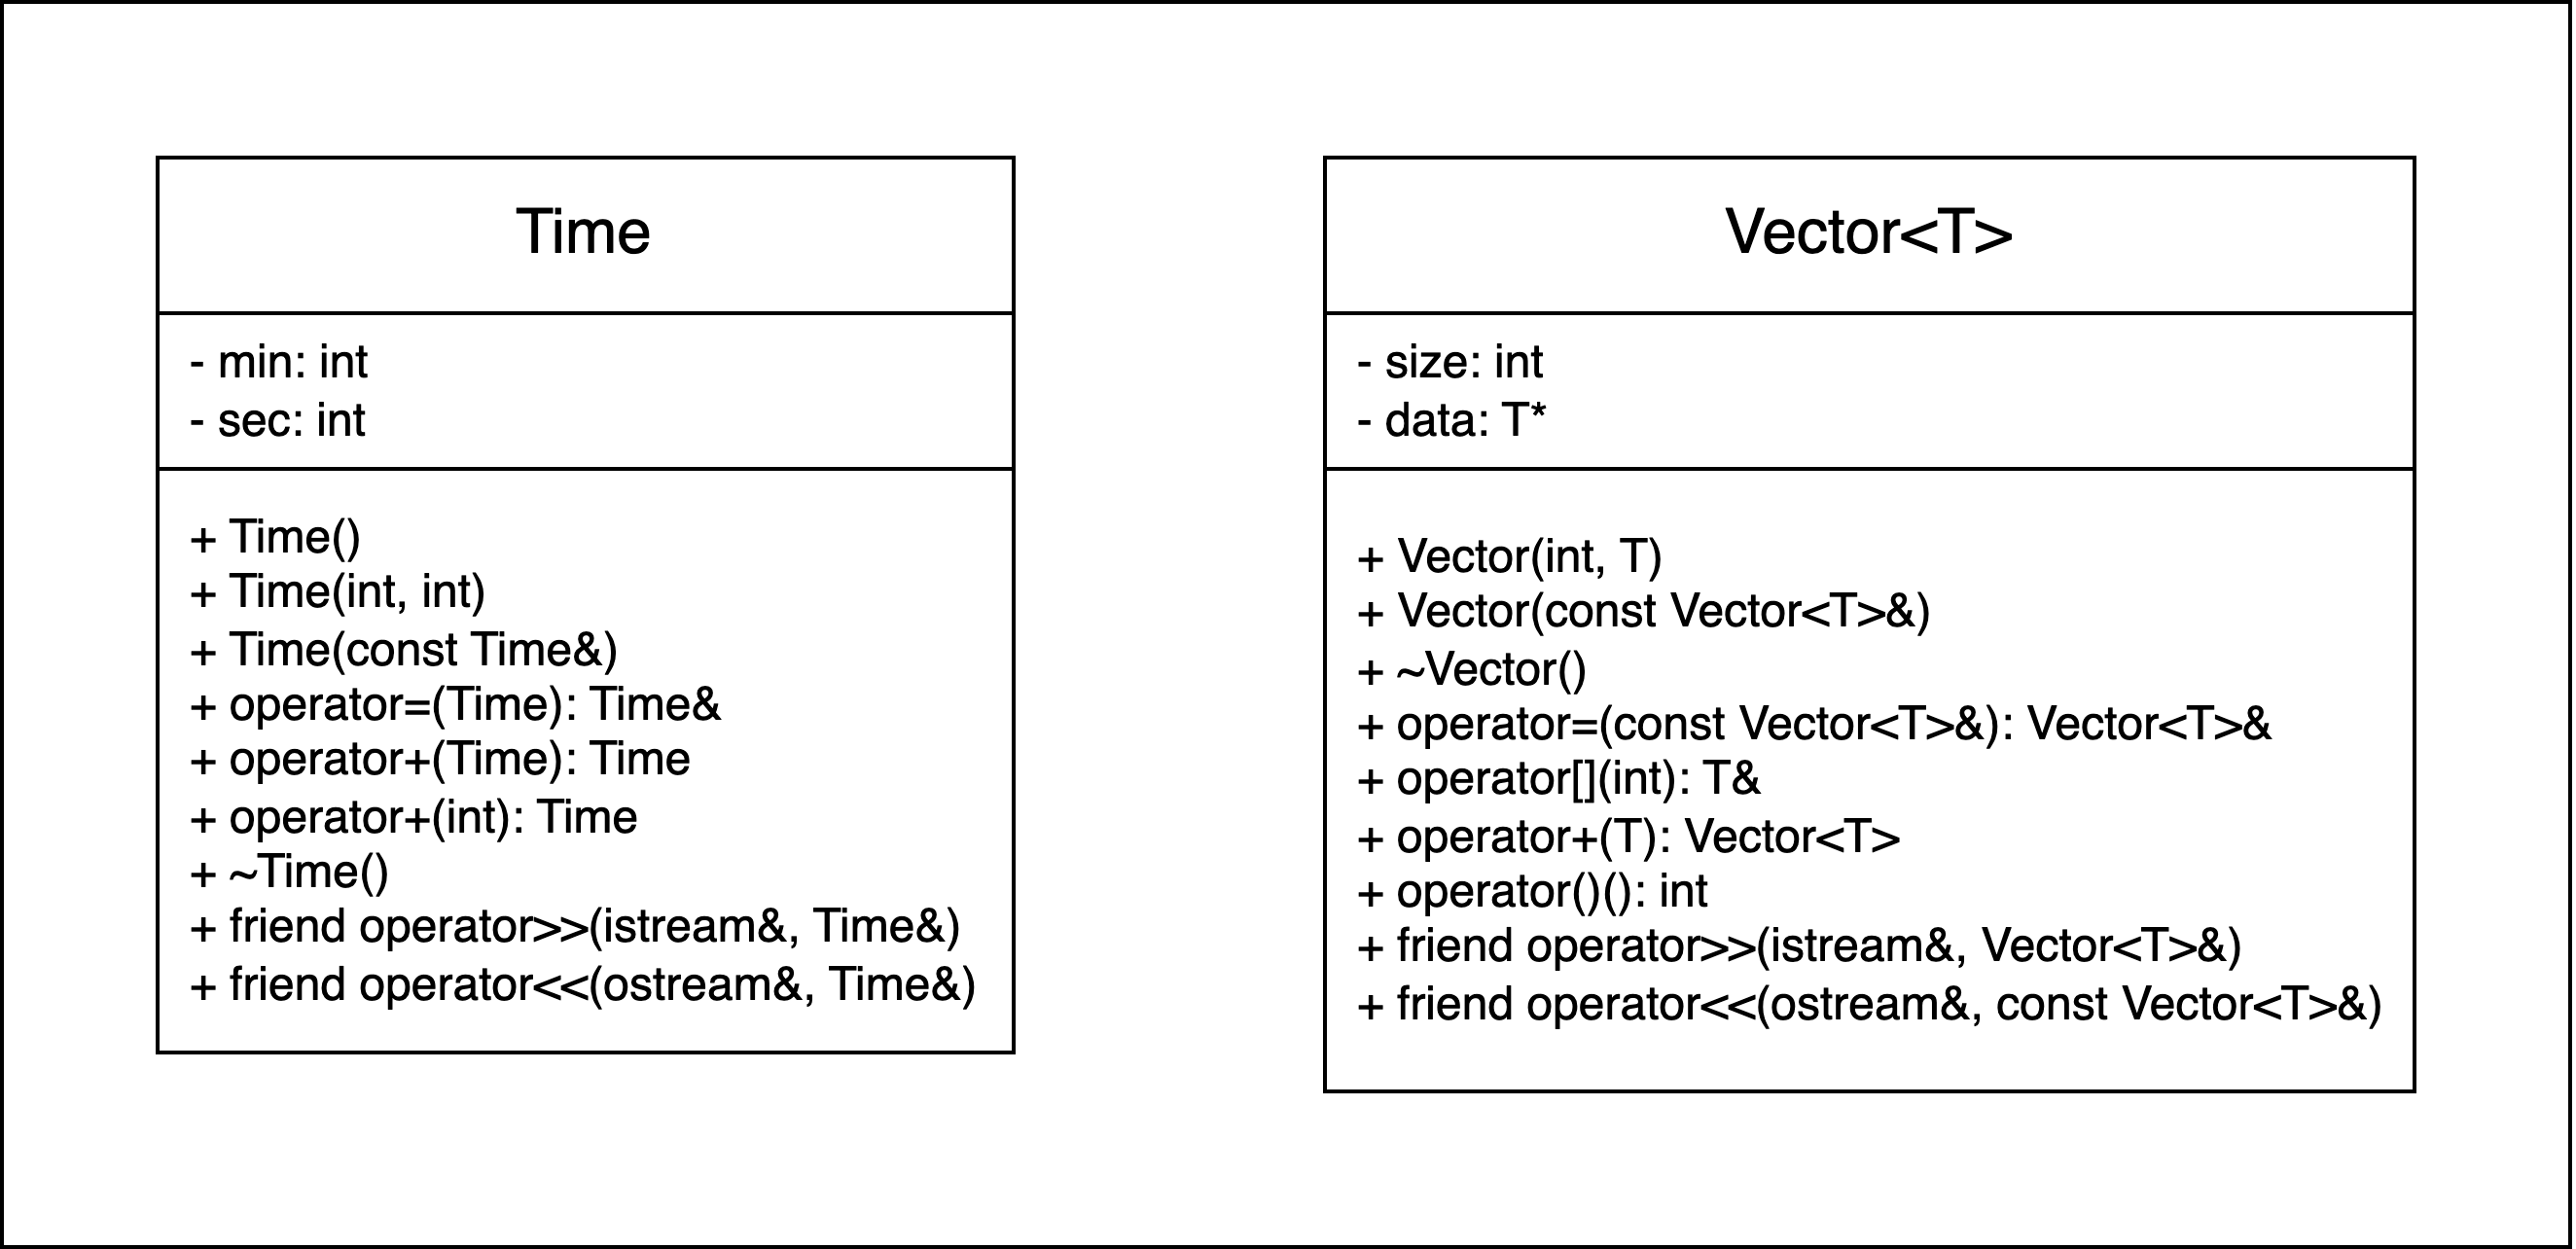 Time
- min: int
- sec: int
+ Time()
+ Time(int, int)
+ Time(const Time&)
+ operator=(Time): Time&
+ operator+(Time): Time
+ operator+(int): Time
+ ~Time()
+ friend operator>>(istream&, Time&)
+ friend operator<<(ostream&, Time&)
Vector<T>
- size: int
- data: T*
+ Vector(int, T)
+ Vector(const Vector<T>&)
+ ~Vector()
+ operator=(const Vector<T>&): Vector<T>&
+ operator[](int): T&
+ operator+(T): Vector<T>
+ operator()(): int
+ friend operator>>(istream&, Vector<T>&)
+ friend operator<<(ostream&, const Vector<T>&)